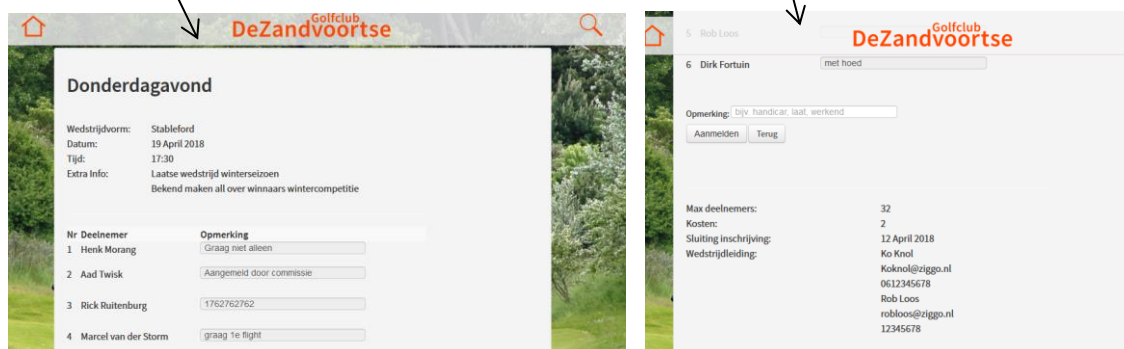 Golfclub
DeZandvoortse
Donderdagavond
Wedstrijdvorm: Stableford
Datum: 19 April 2018
Tijd: 17:30
Extra Info: Laatse wedstrijd winterseizoen
Bekend maken all over winnaars wintercompetitie
Nr Deelnemer Opmerking
1 Henk Morang Graag niet alleen
2 Aad Twisk Aangemeld door commissie
3 Rick Ruitenburg 1762762762
4 Marcel van der Storm graag 1e flight
Golfclub
DeZandvoortse
5 Rob Loos
6 Dirk Fortuin met hoed
Opmerking: bijv. handicar, laat, werkend
Aanmelden Terug
Max deelnemers: 32
Kosten: 2
Sluiting inschrijving: 12 April 2018
Wedstrijdleiding: Ko Knol
Koknol@ziggo.nl
0612345678
Rob Loos
robloos@ziggo.nl
12345678